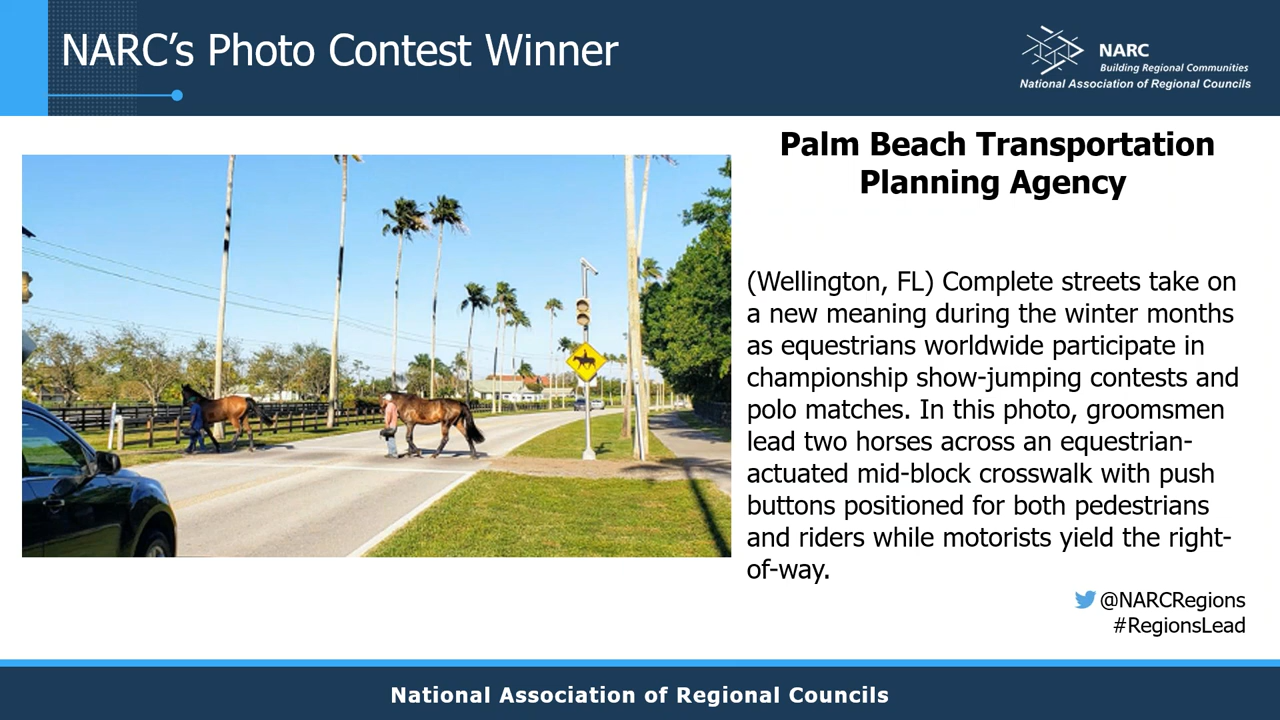 NARC's Photo Contest Winner
NARC
Building Regional Communities
National Association of Regional Councils
Palm Beach Transportation
Planning Agency
(Wellington, FL) Complete streets take on
a new meaning during the winter months
as equestrians worldwide participate in
championship show-jumping contests and
polo matches. In this photo, groomsmen
lead two horses across an equestrian-
actuated mid-block crosswalk with push
buttons positioned for both pedestrians
and riders while motorists yield the right-
of-way.
@NARCRegions
#RegionsLead
National Association of Regional Councils